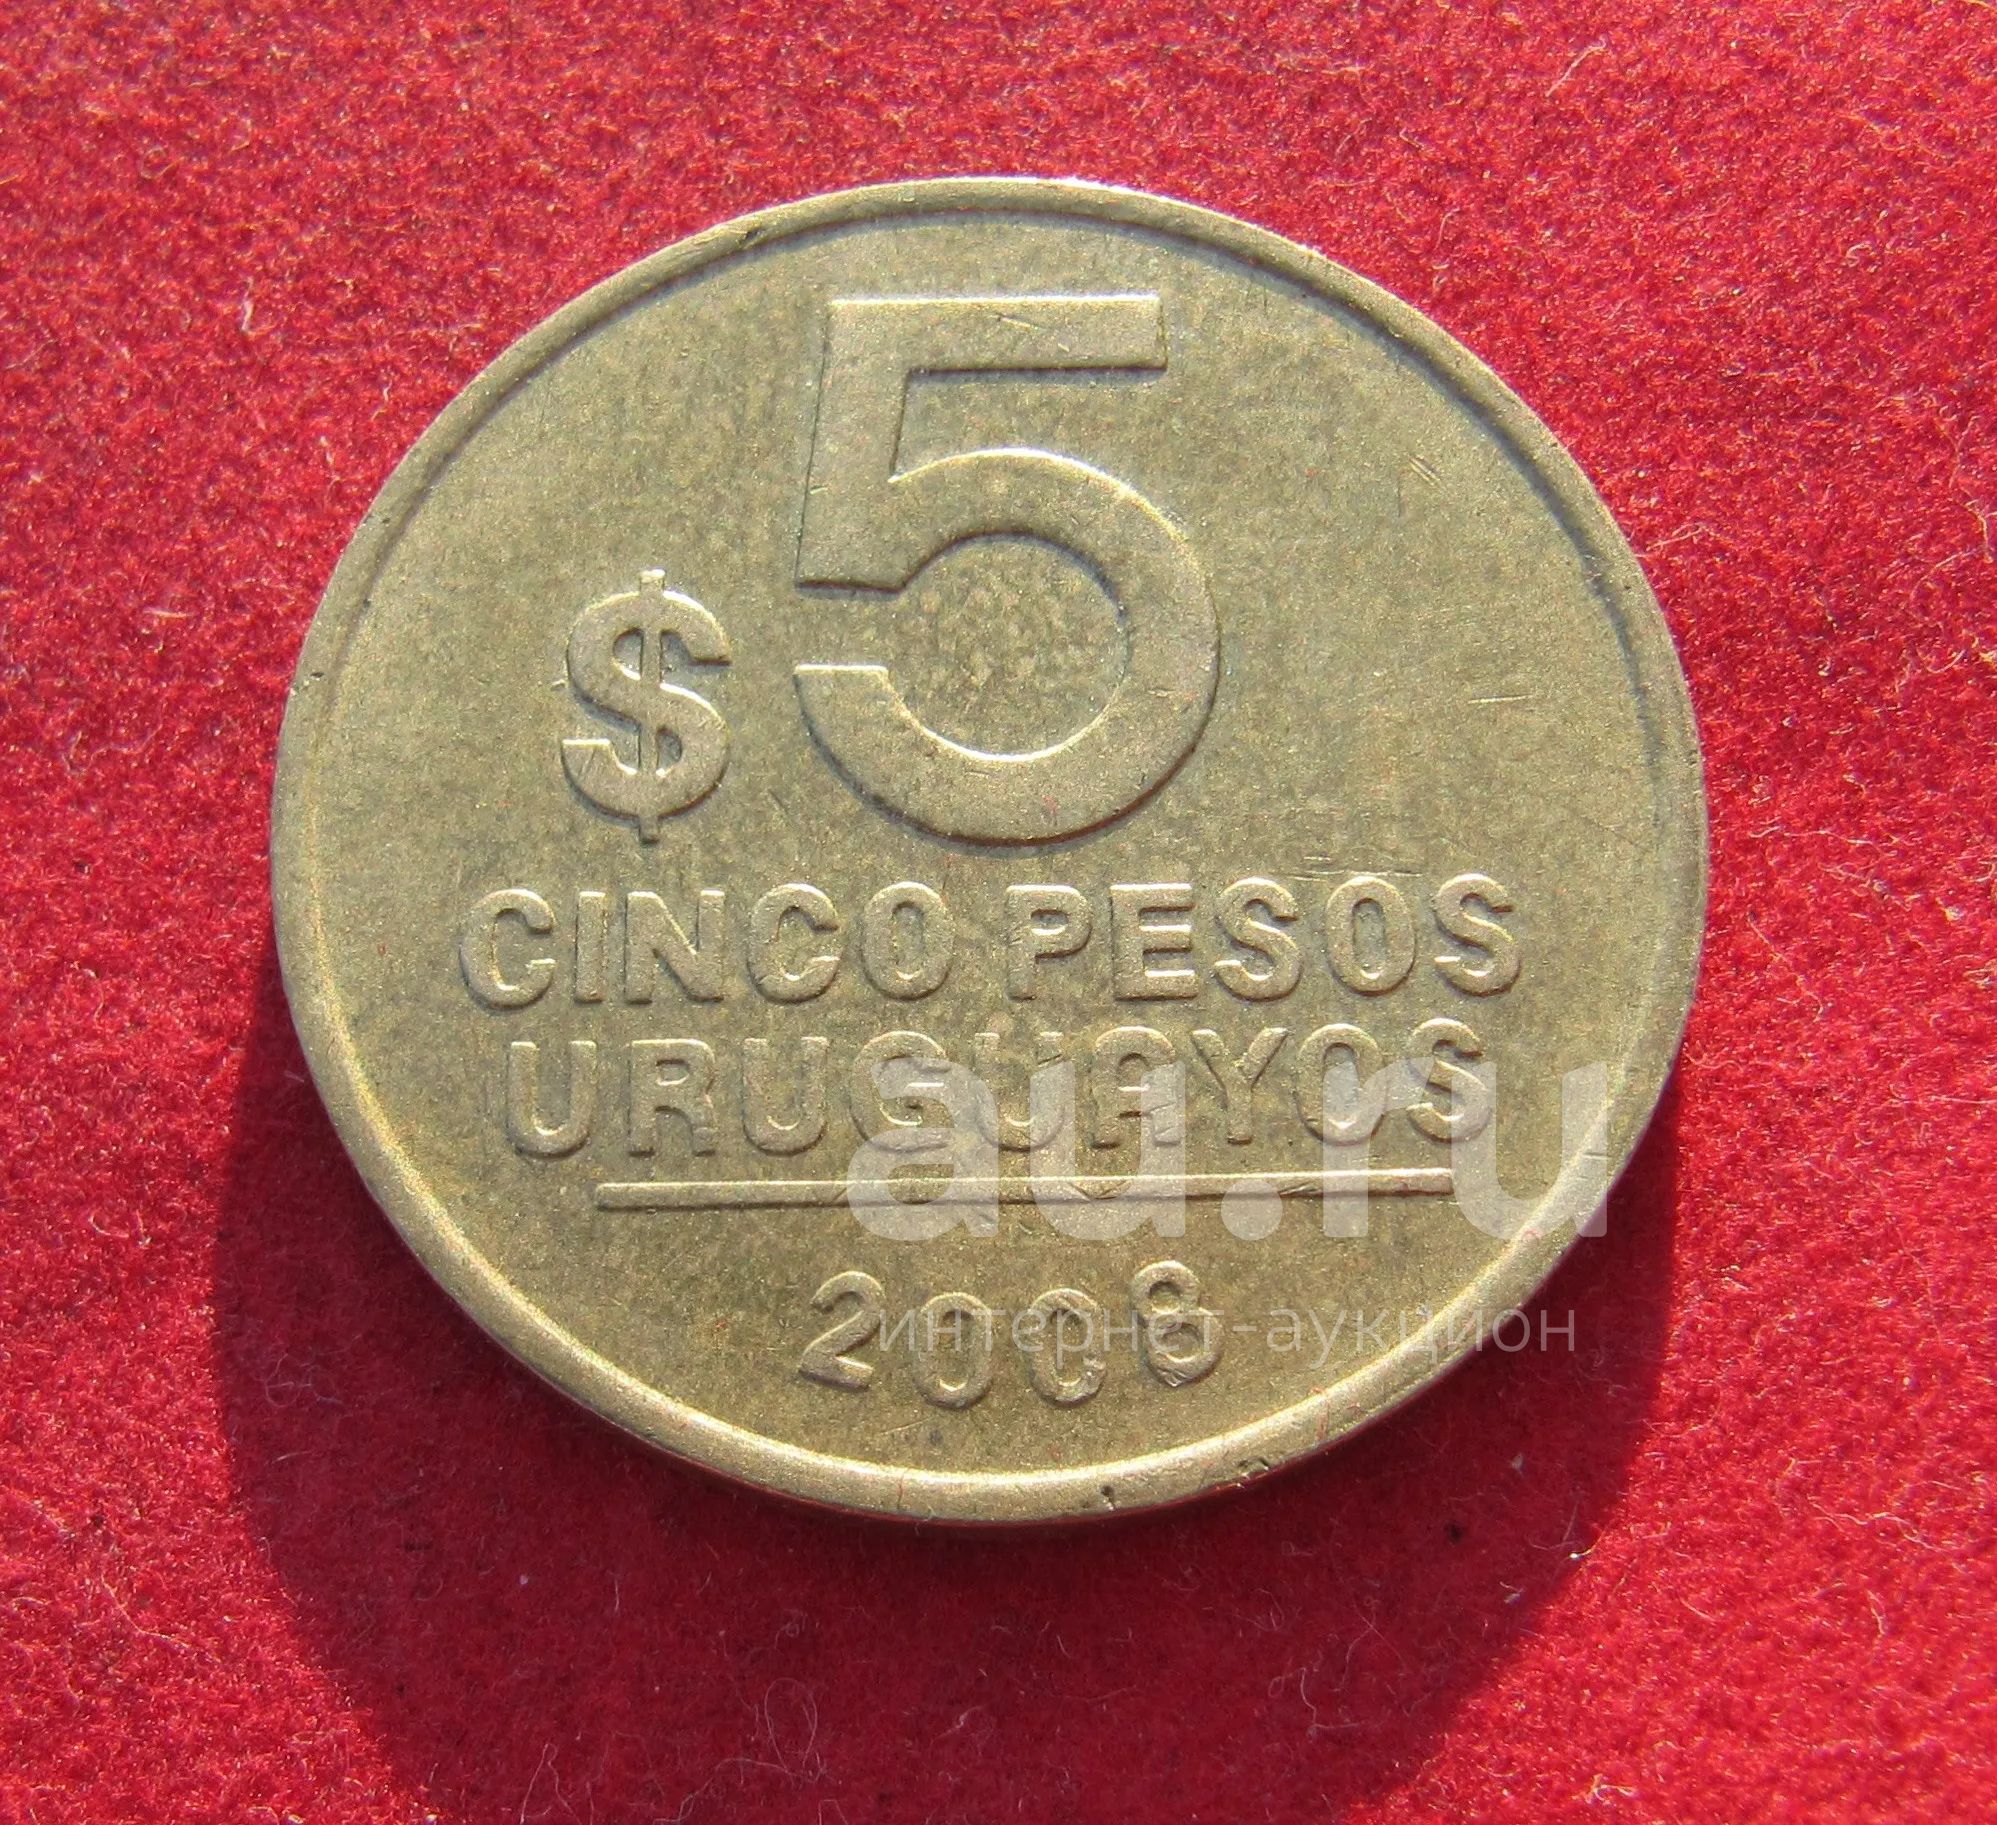 $ 5
CINCO PESOS
URUGUAYOS
au.ru
2008
интернет-аукцион